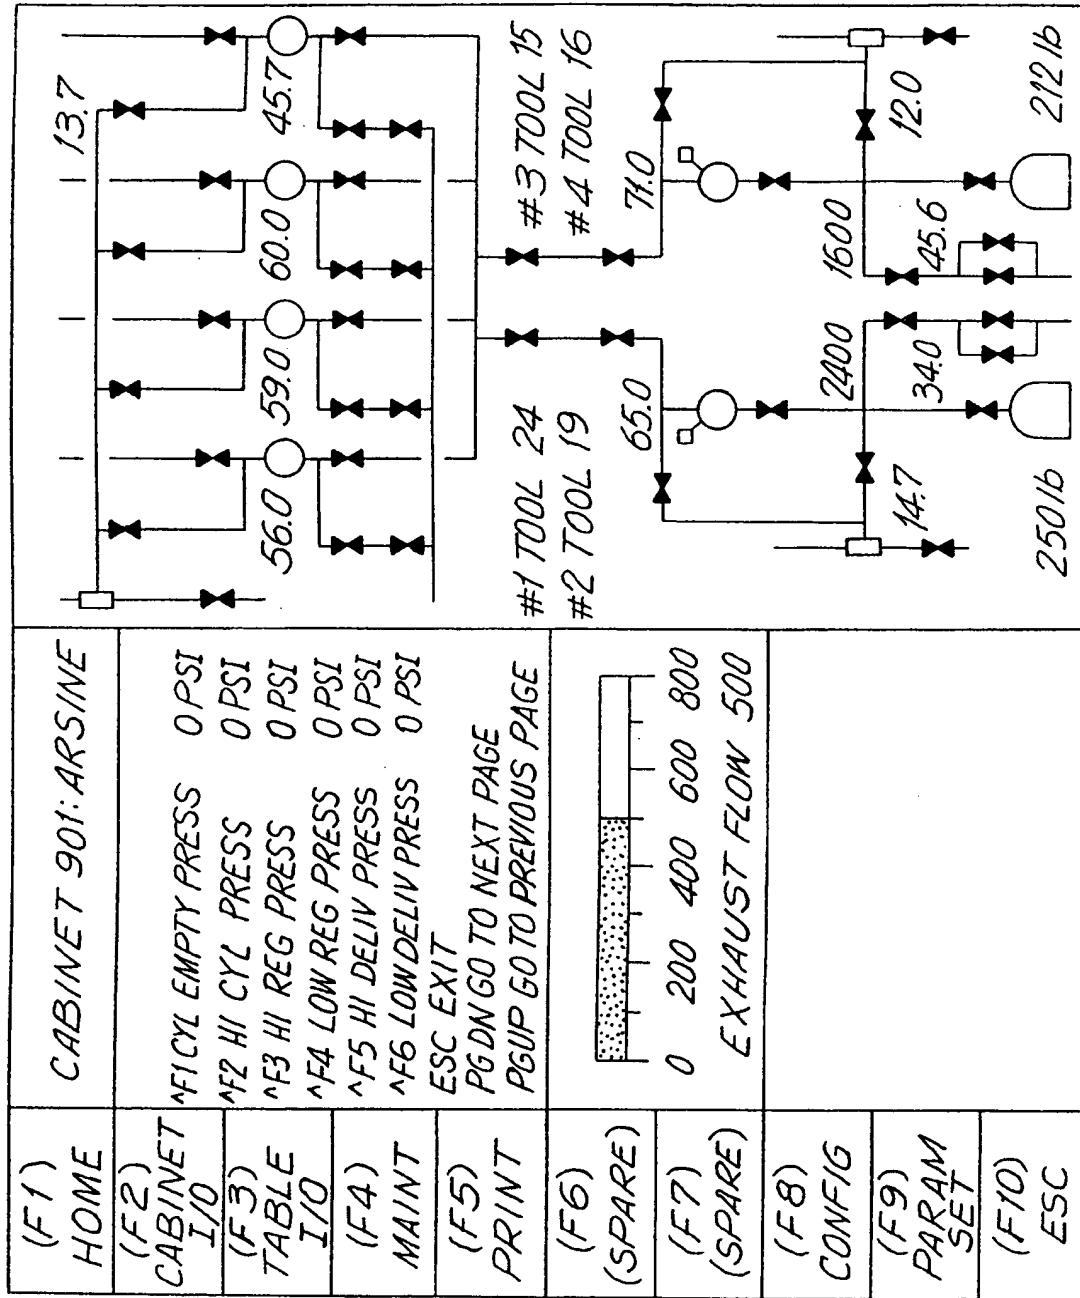 (F1)
HOME
(F2)
CABINET
I/O
(F3)
TABLE
I/O
(F4)
MAINT
(F5)
PRINT
(F6)
(SPARE)
(F7)
(SPARE)
(F8)
CONFIG
(F9)
PARAM
SET
(F10)
ESC
CABINET 901: ARSINE
^F1 CYL EMPTY PRESS 0 PSI
^F2 HI CYL PRESS 0 PSI
^F3 HI REG PRESS 0 PSI
^F4 LOW REG PRESS 0 PSI
^F5 HI DELIV PRESS 0 PSI
^F6 LOW DELIV PRESS 0 PSI
ESC EXIT
PGDN GO TO NEXT PAGE
PGUP GO TO PREVIOUS PAGE
0 200 400 600 800
EXHAUST FLOW 500
13.7
56.0 59.0 60.0 45.7
#1 TOOL 24
#2 TOOL 19
#3 TOOL 15
#4 TOOL 16
65.0 71.0
2400 1600
14.7 34.0 45.6 12.0
250 lb 212 lb